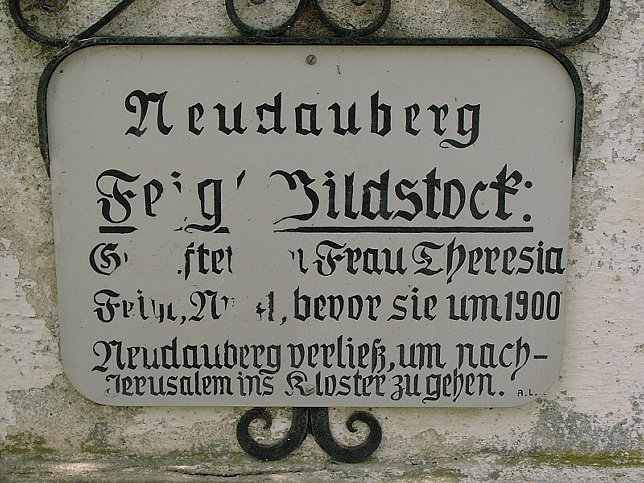 Neudauberg
Bildstock:
Frau Theresia
bevor sie um 1900
Neudauberg verließ, um nach-
Jerusalem ins Kloster zu gehen. A.L.